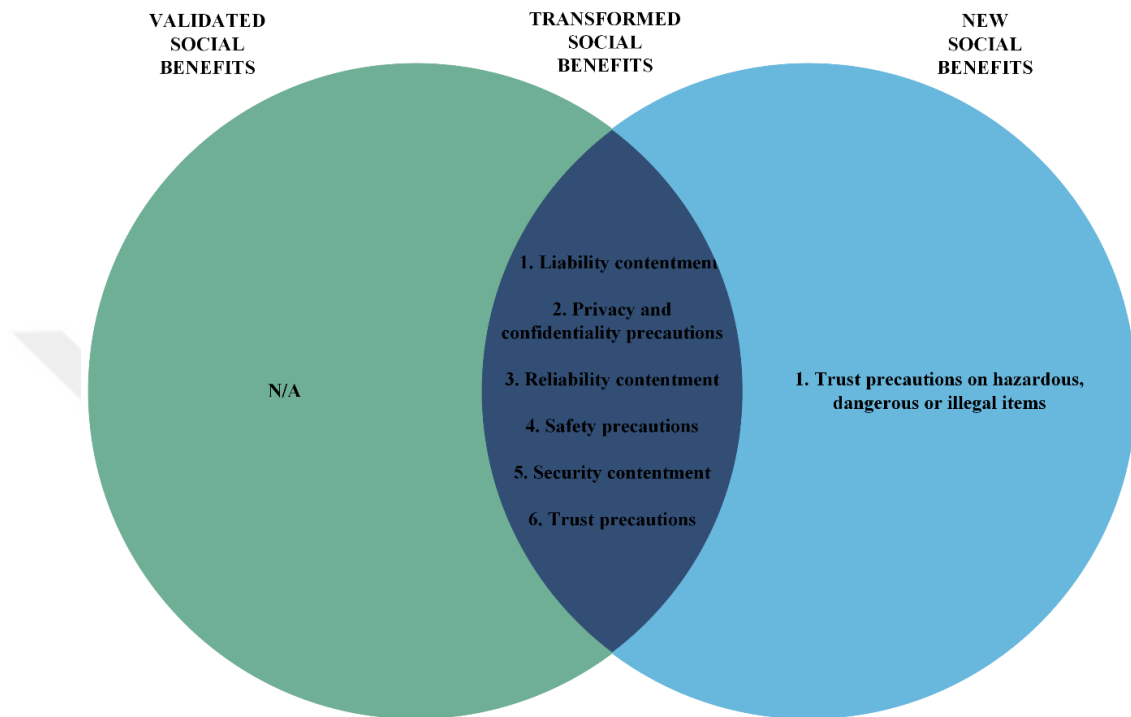 VALIDATED
SOCIAL
BENEFITS
TRANSFORMED
SOCIAL
BENEFITS
NEW
SOCIAL
BENEFITS
N/A
1. Liability contentment
2. Privacy and
confidentiality precautions
3. Reliability contentment
4. Safety precautions
5. Security contentment
6. Trust precautions
1. Trust precautions on hazardous,
dangerous or illegal items